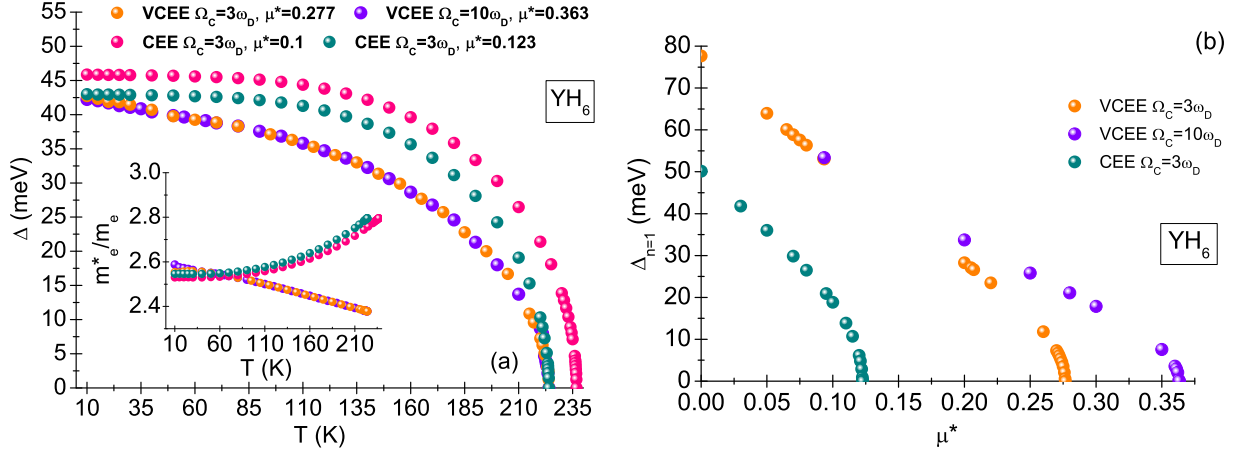 VCEE Ω_C=3ω_D, μ*=0.277 VCEE Ω_C=10ω_D, μ*=0.363
CEE Ω_C=3ω_D, μ*=0.1 CEE Ω_C=3ω_D, μ*=0.123
YH₆
55
50
45
40
35
30
25
20
15
10
5
0
Δ (meV)
10 35 60 85 110 135 160 185 210 235
T (K)
(a)
3.0
2.8
2.6
2.4
m*_e/m_e
10 60 110 160 210
T (K)
(b)
80
70
60
50
40
30
20
10
0
Δ_{n=1} (meV)
VCEE Ω_C=3ω_D
VCEE Ω_C=10ω_D
CEE Ω_C=3ω_D
YH₆
0.00 0.05 0.10 0.15 0.20 0.25 0.30 0.35
μ*